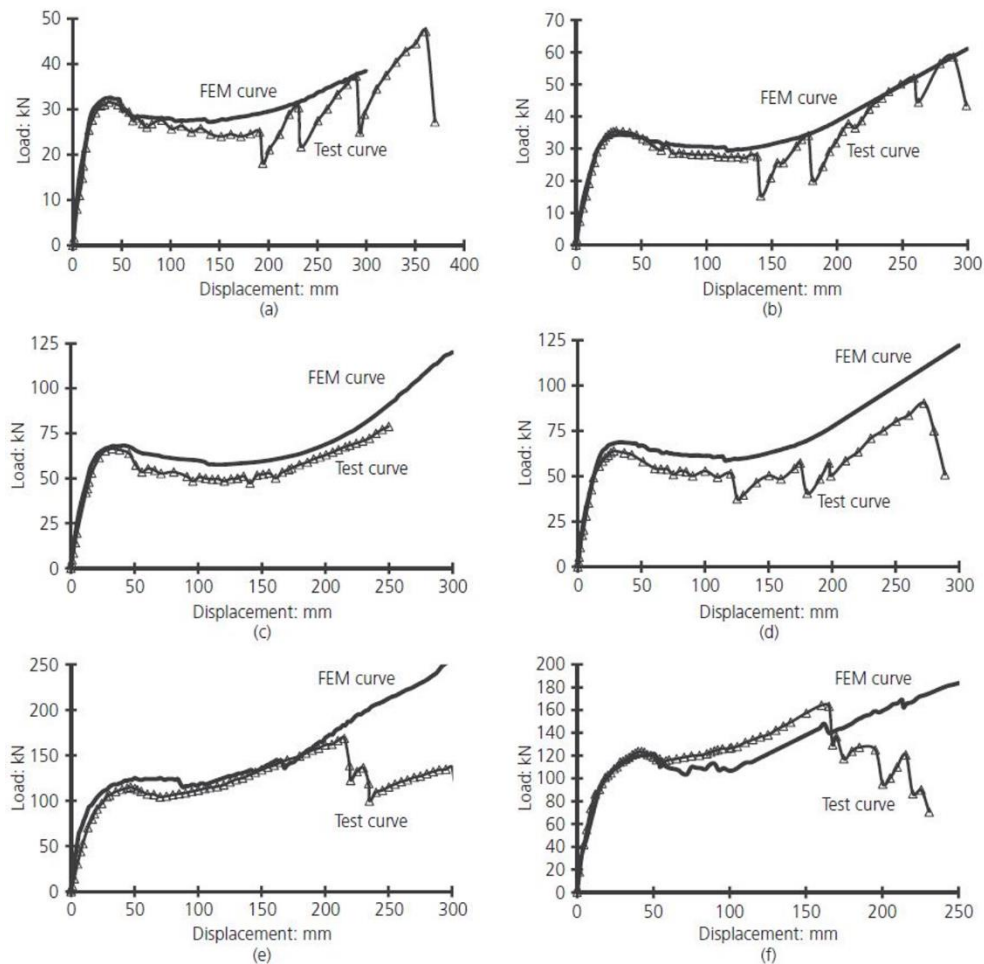 50
40
30
20
10
0
Load: kN
FEM curve
Test curve
0 50 100 150 200 250 300 350 400
Displacement: mm
(a)
70
60
50
40
30
20
10
0
Load: kN
FEM curve
Test curve
0 50 100 150 200 250 300
Displacement: mm
(b)
125
100
75
50
25
0
Load: kN
FEM curve
Test curve
0 50 100 150 200 250 300
Displacement: mm
(c)
125
100
75
50
25
0
Load: kN
FEM curve
Test curve
0 50 100 150 200 250 300
Displacement: mm
(d)
250
200
150
100
50
0
Load: kN
FEM curve
Test curve
0 50 100 150 200 250 300
Displacement: mm
(e)
200
180
160
140
120
100
80
60
40
20
0
Load: kN
FEM curve
Test curve
0 50 100 150 200 250
Displacement: mm
(f)